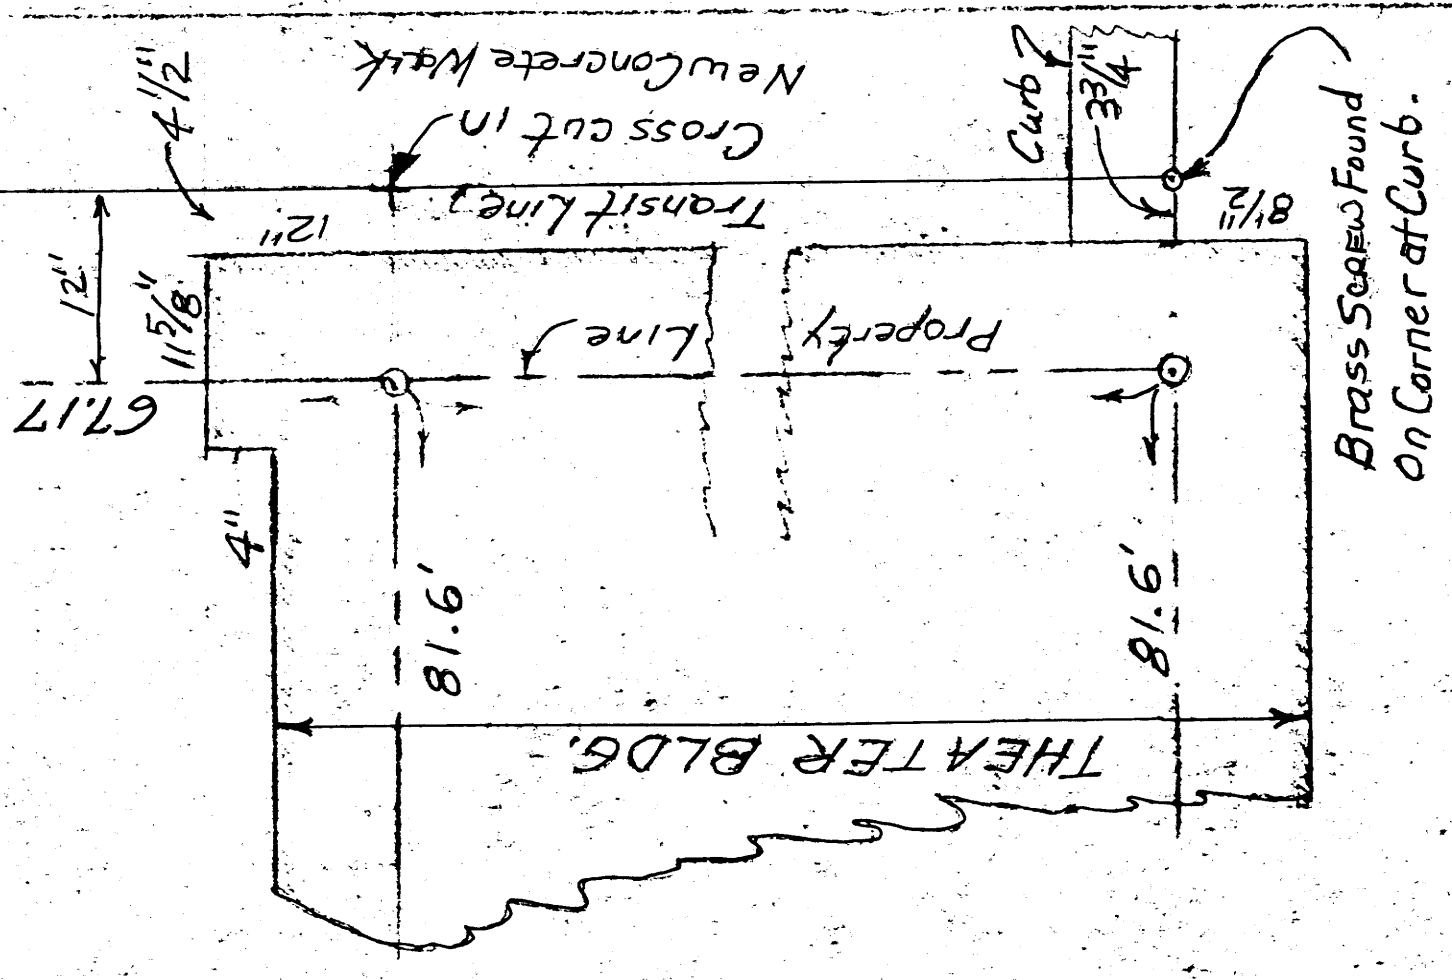 4 1/2"
New Concrete Walk
Cross cut in
Transit Line
Curb
3 3/4"
8 1/2"
Brass SCREW Found
On Corner at Curb.
12"
12"
11 5/8"
Property Line
67.17
4"
81.6'
81.6'
THEATER BLDG.